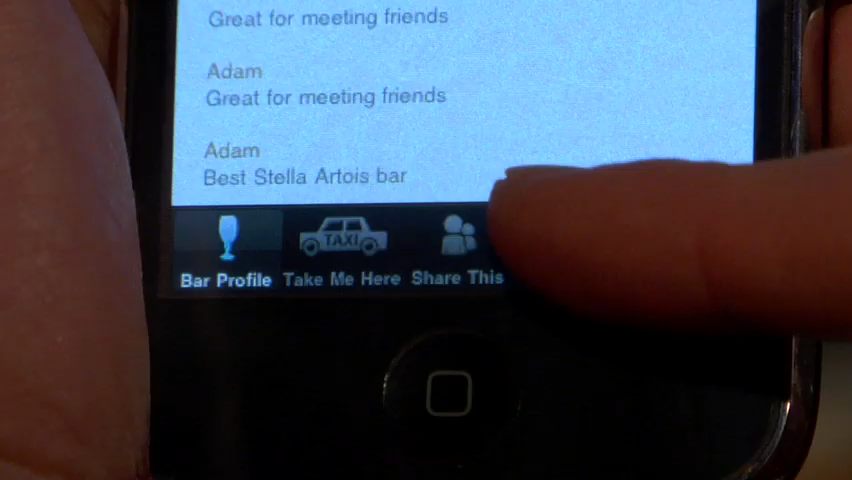 Great for meeting friends
Adam
Great for meeting friends
Adam
Best Stella Artois bar
TAXI
Bar Profile Take Me Here Share This